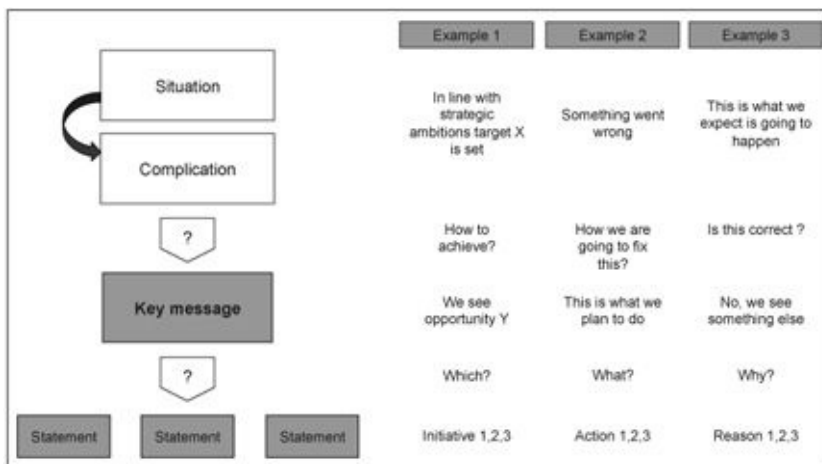 Example 1
Example 2
Example 3
Situation
Complication
In line with
strategic
ambitions target X
is set
Something went
wrong
This is what we
expect is going to
happen
?
How to
achieve?
How we are
going to fix
this?
Is this correct ?
Key message
We see
opportunity Y
This is what we
plan to do
No, we see
something else
?
Which?
What?
Why?
Statement
Statement
Statement
Initiative 1,2,3
Action 1,2,3
Reason 1,2,3